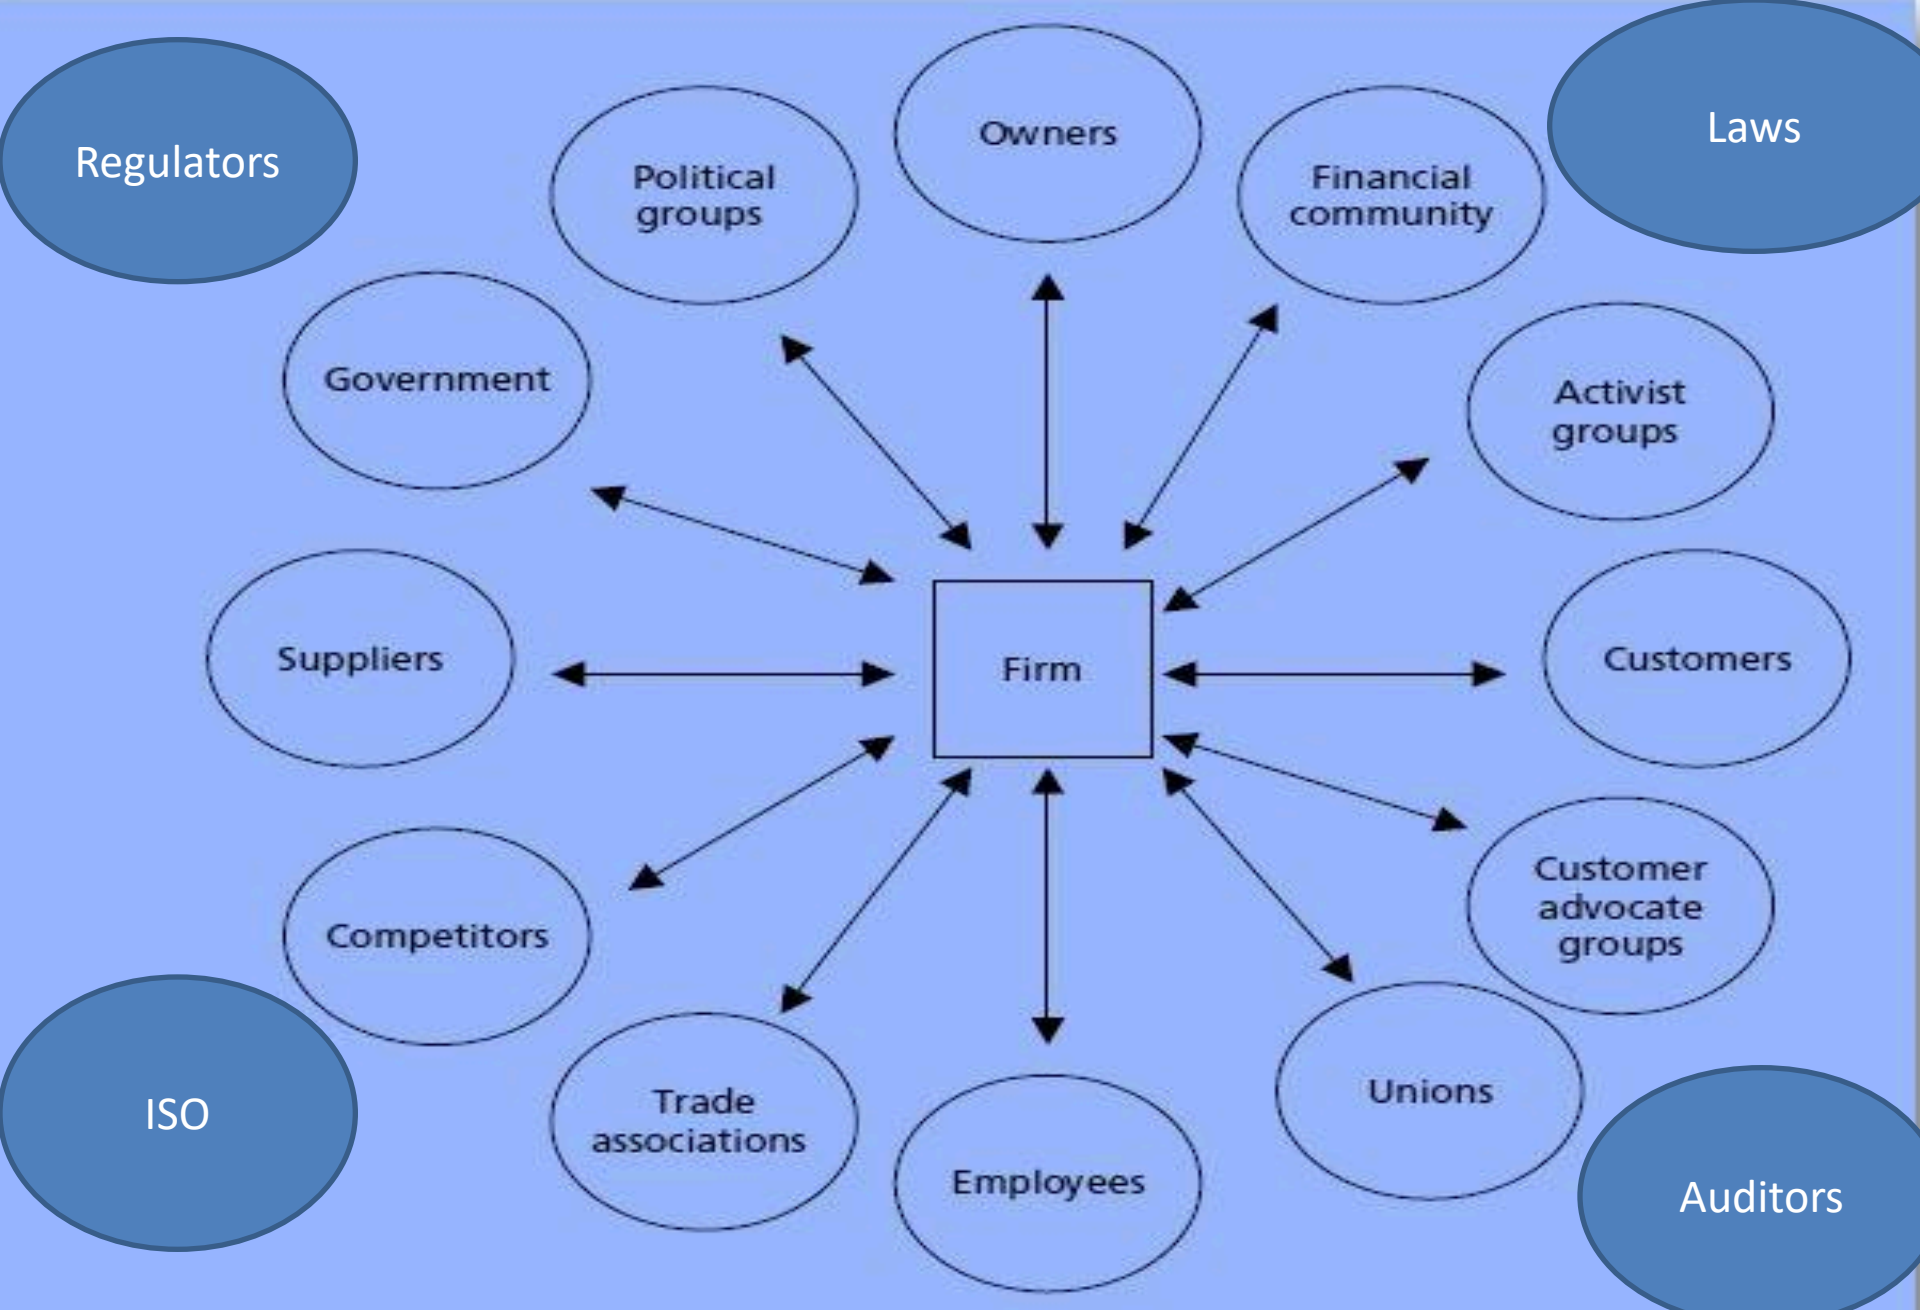 Owners
Laws
Regulators
Political
groups
Financial
community
Government
Activist
groups
Suppliers
Firm
Customers
Competitors
Customer
advocate
groups
ISO
Trade
associations
Unions
Employees
Auditors